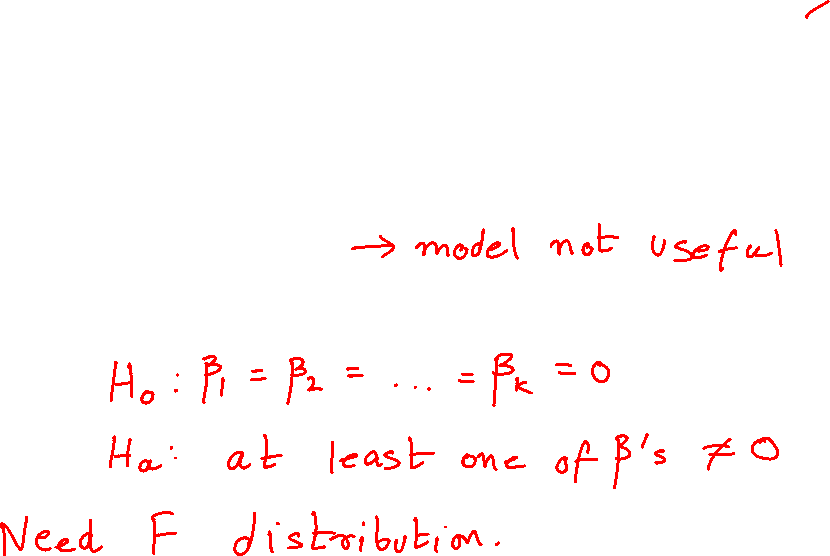 → model not useful
H₀: β₁ = β₂ = ... = βₖ = 0
Hₐ: at least one of β's ≠ 0
Need F distribution.